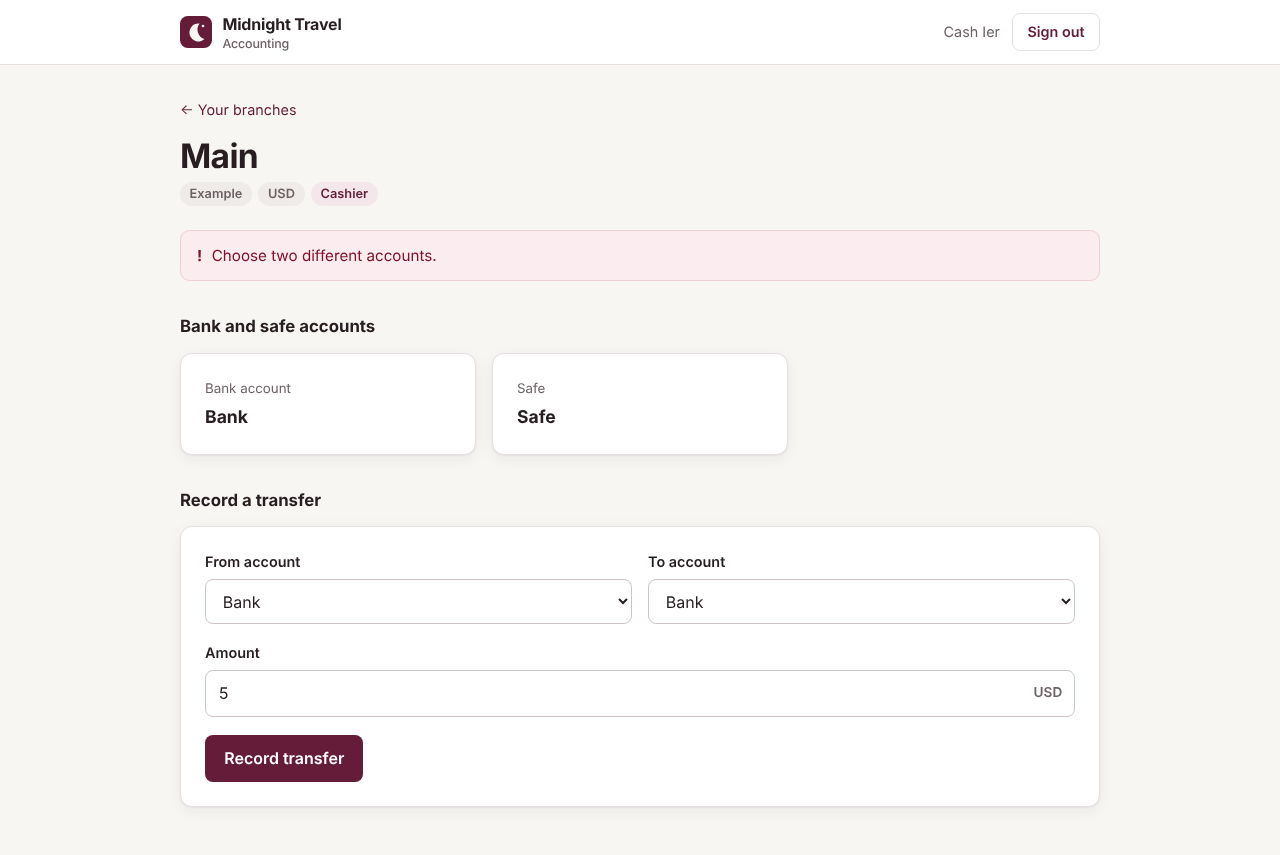 Midnight Travel
Accounting
Cash Ier
Sign out
← Your branches
Main
Example
USD
Cashier
! Choose two different accounts.
Bank and safe accounts
Bank account
Bank
Safe
Safe
Record a transfer
From account
To account
Bank
Bank
Amount
5
USD
Record transfer